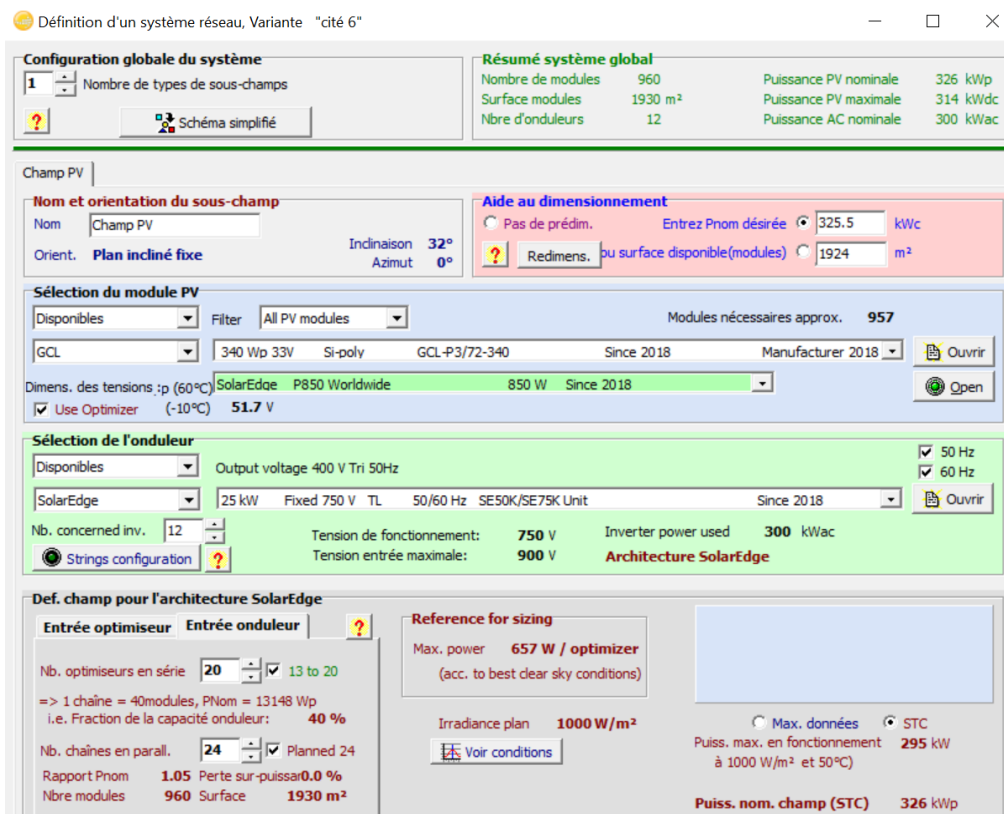 Définition d'un système réseau, Variante "cité 6"
Configuration globale du système
1 Nombre de types de sous-champs
? Schéma simplifié
Résumé système global
Nombre de modules 960 Puissance PV nominale 326 kWp
Surface modules 1930 m² Puissance PV maximale 314 kWdc
Nbre d'onduleurs 12 Puissance AC nominale 300 kWac
Champ PV
Nom et orientation du sous-champ
Nom Champ PV
Orient. Plan incliné fixe Inclinaison 32°
Azimut 0°
Aide au dimensionnement
Pas de prédim. Entrez Pnom désirée 325.5 kWc
? Redimens. ou surface disponible(modules) 1924 m²
Sélection du module PV
Disponibles Filter All PV modules Modules nécessaires approx. 957
GCL 340 Wp 33V Si-poly GCL-P3/72-340 Since 2018 Manufacturer 2018 Ouvrir
Dimens. des tensions :p (60°C) SolarEdge P850 Worldwide 850 W Since 2018 Open
Use Optimizer (-10°C) 51.7 V
Sélection de l'onduleur
Disponibles Output voltage 400 V Tri 50Hz 50 Hz
60 Hz
SolarEdge 25 kW Fixed 750 V TL 50/60 Hz SE50K/SE75K Unit Since 2018 Ouvrir
Nb. concerned inv. 12 Tension de fonctionnement: 750 V Inverter power used 300 kWac
Strings configuration ? Tension entrée maximale: 900 V Architecture SolarEdge
Def. champ pour l'architecture SolarEdge
Entrée optimiseur Entrée onduleur ?
Nb. optimiseurs en série 20 13 to 20
=> 1 chaîne = 40modules, PNom = 13148 Wp
i.e. Fraction de la capacité onduleur: 40 %
Nb. chaînes en parall. 24 Planned 24
Rapport Pnom 1.05 Perte sur-puissar 0.0 %
Nbre modules 960 Surface 1930 m²
Reference for sizing
Max. power 657 W / optimizer
(acc. to best clear sky conditions)
Irradiance plan 1000 W/m²
Voir conditions
Max. données STC
Puiss. max. en fonctionnement 295 kW
à 1000 W/m² et 50°C)
Puiss. nom. champ (STC) 326 kWp